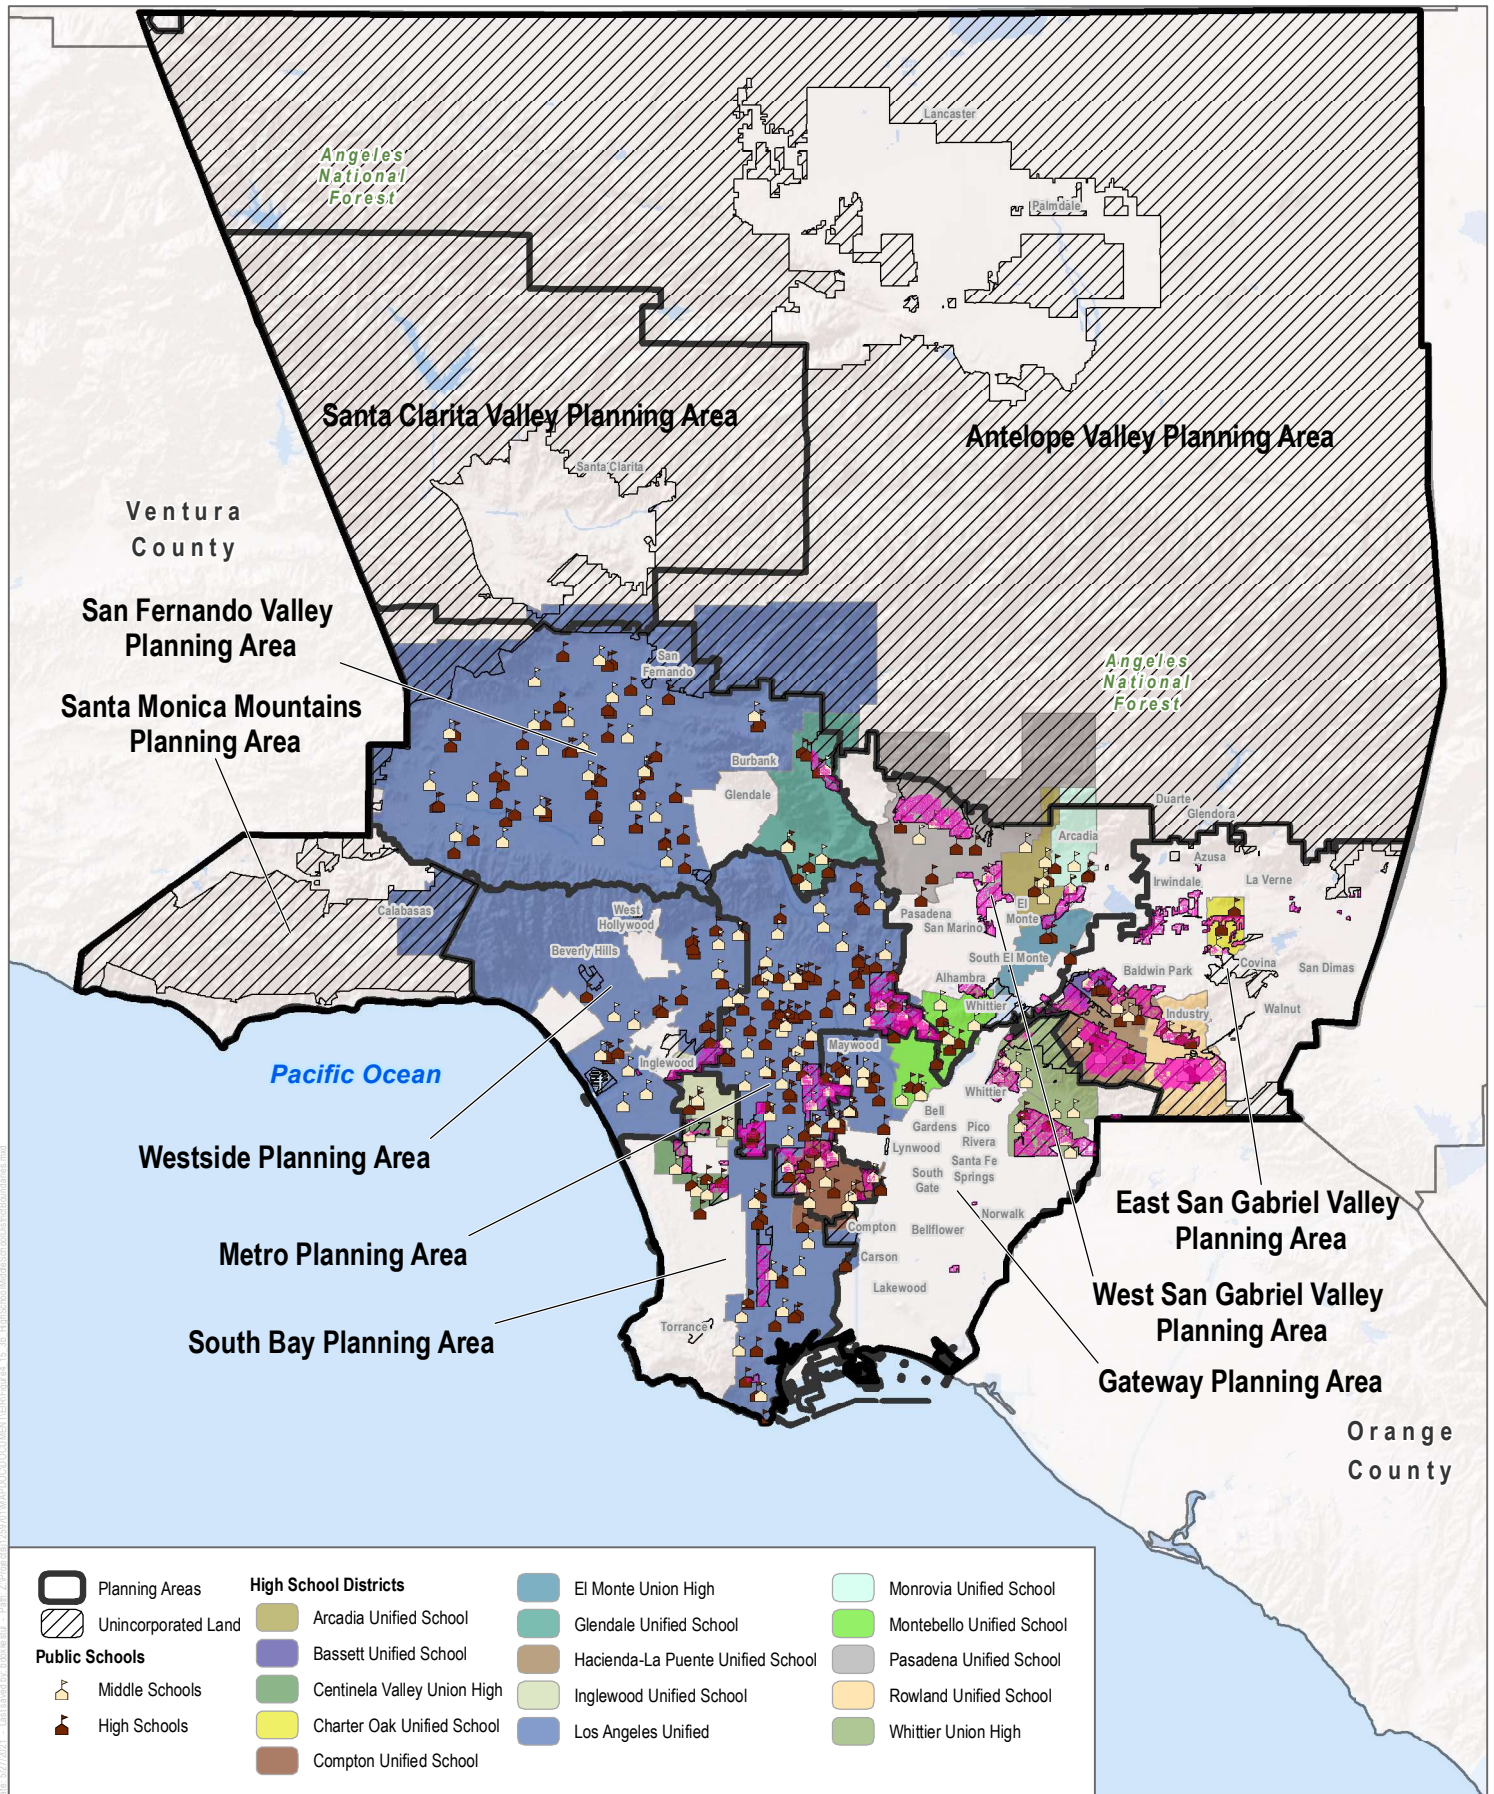 Lancaster
Angeles
National
Forest
Palmdale
Santa Clarita Valley Planning Area
Antelope Valley Planning Area
Santa Clarita
Ventura
County
San Fernando Valley
Planning Area
San
Fernando
Angeles
National
Forest
Santa Monica Mountains
Planning Area
Burbank
Glendale
Duarte
Glendora
Arcadia
Azusa
Irwindale
La Verne
Calabasas
West
Hollywood
Pasadena
El
Monte
San Marino
Beverly Hills
South El Monte
Covina
San Dimas
Baldwin Park
Alhambra
Whittier
Industry
Walnut
Maywood
Inglewood
Pacific Ocean
Whittier
Bell
Gardens
Pico
Rivera
Westside Planning Area
Lynwood
Santa Fe
Springs
South
Gate
East San Gabriel Valley
Planning Area
Norwalk
Compton
Bellflower
Metro Planning Area
Carson
Lakewood
West San Gabriel Valley
Planning Area
South Bay Planning Area
Torrance
Gateway Planning Area
Orange
County
Planning Areas
Unincorporated Land
Public Schools
Middle Schools
High Schools
High School Districts
Arcadia Unified School
Bassett Unified School
Centinela Valley Union High
Charter Oak Unified School
Compton Unified School
El Monte Union High
Glendale Unified School
Hacienda-La Puente Unified School
Inglewood Unified School
Los Angeles Unified
Monrovia Unified School
Montebello Unified School
Pasadena Unified School
Rowland Unified School
Whittier Union High